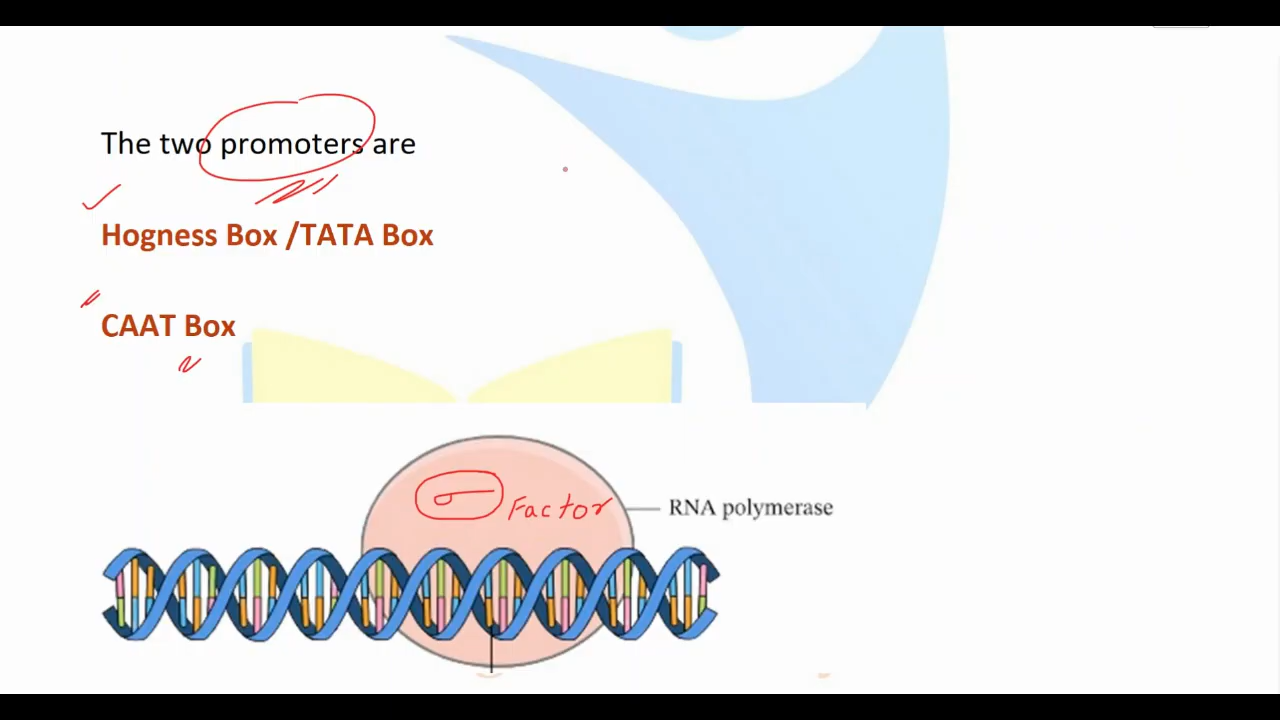 The two promoters are
Hogness Box /TATA Box
CAAT Box
σ Factor
RNA polymerase